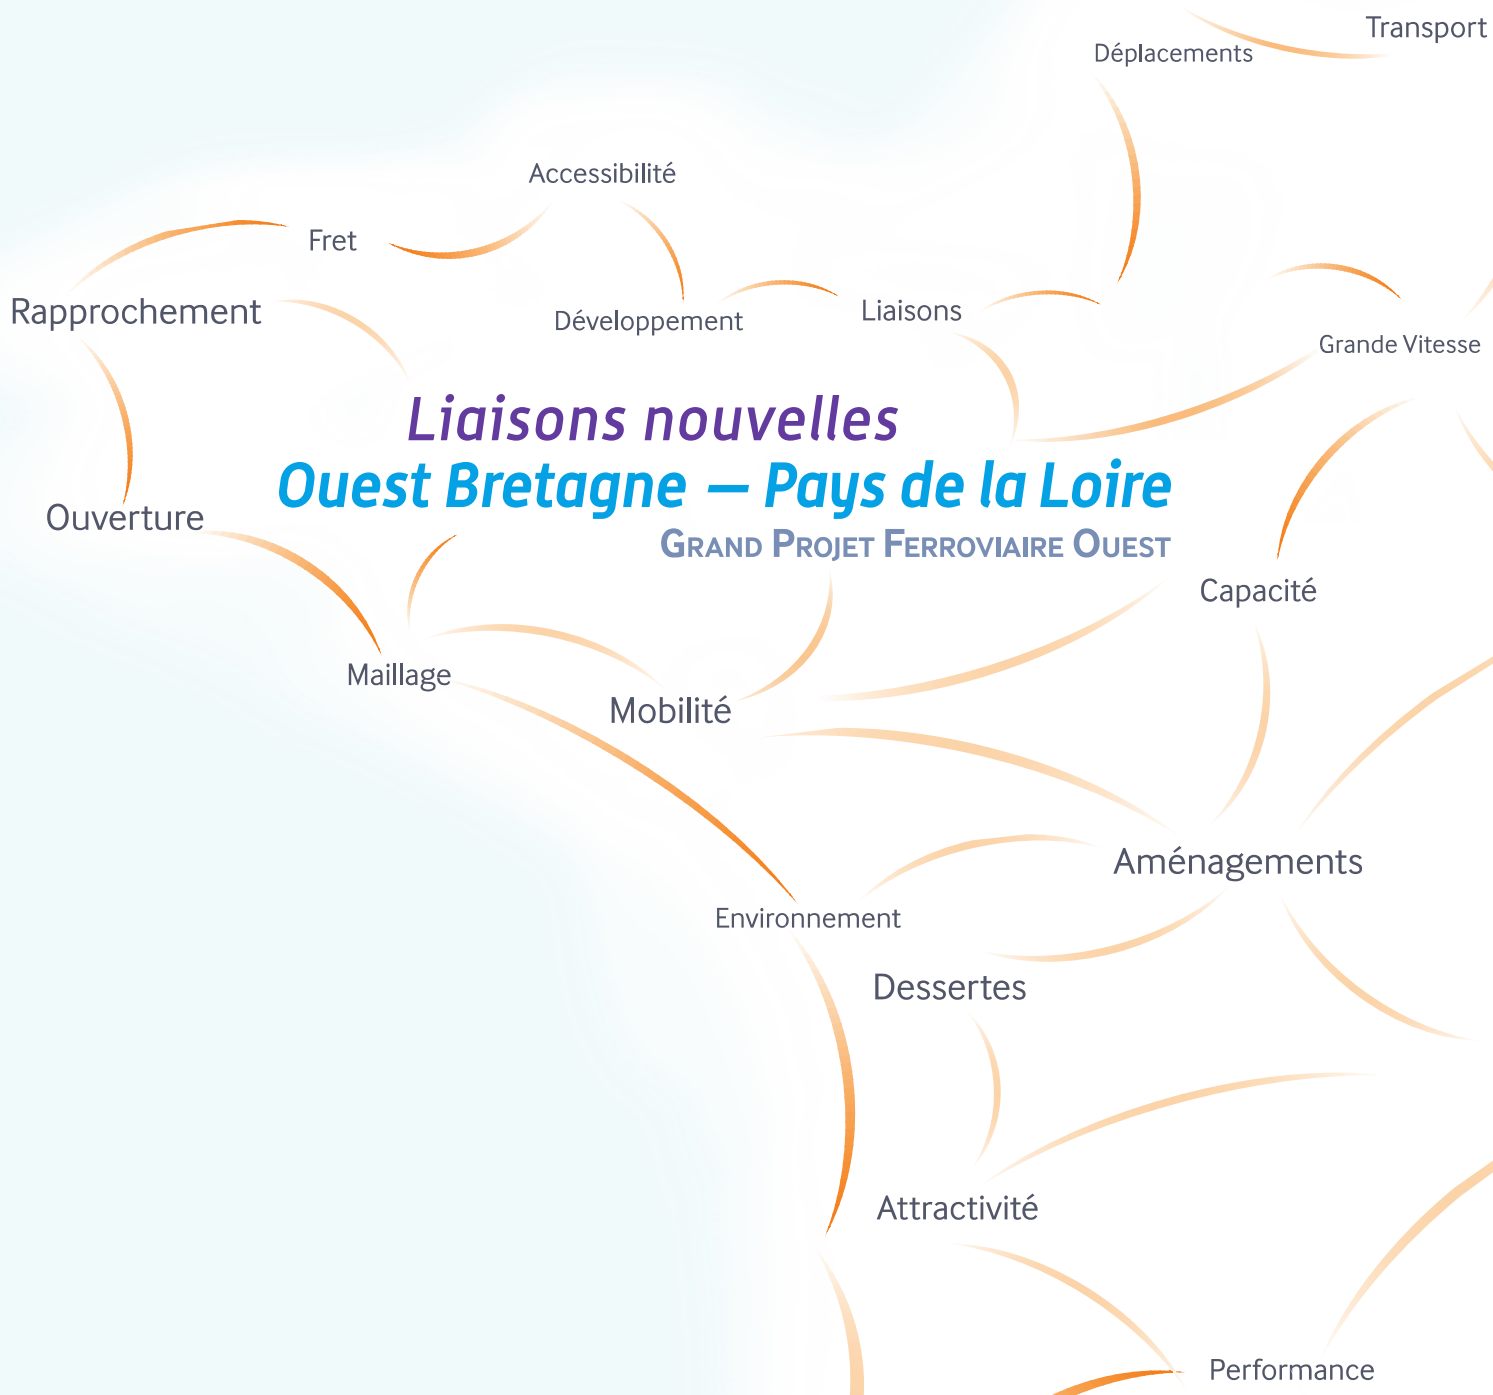 Transport
Déplacements
Accessibilité
Fret
Rapprochement
Développement
Liaisons
Grande Vitesse
Liaisons nouvelles
Ouest Bretagne — Pays de la Loire
GRAND PROJET FERROVIAIRE OUEST
Ouverture
Capacité
Maillage
Mobilité
Aménagements
Environnement
Dessertes
Attractivité
Performance